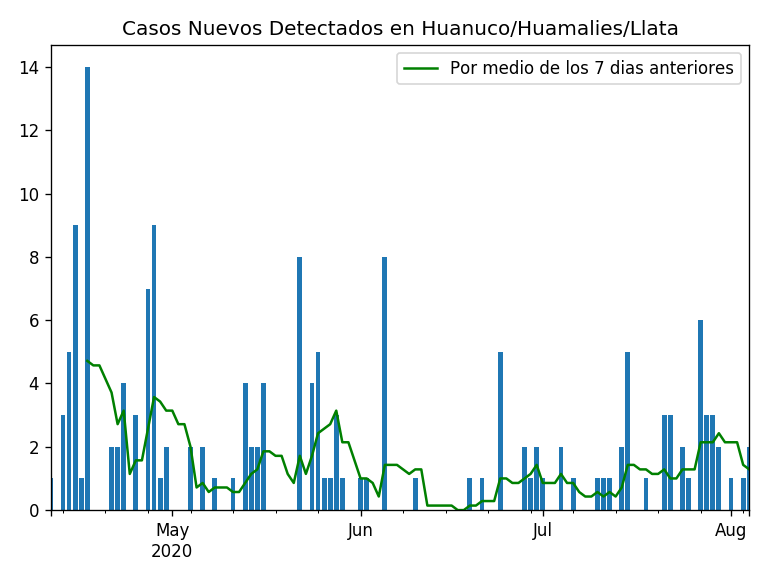 Casos Nuevos Detectados en Huanuco/Huamalies/Llata
Por medio de los 7 dias anteriores
14
12
10
8
6
4
2
0
May
2020
Jun
Jul
Aug